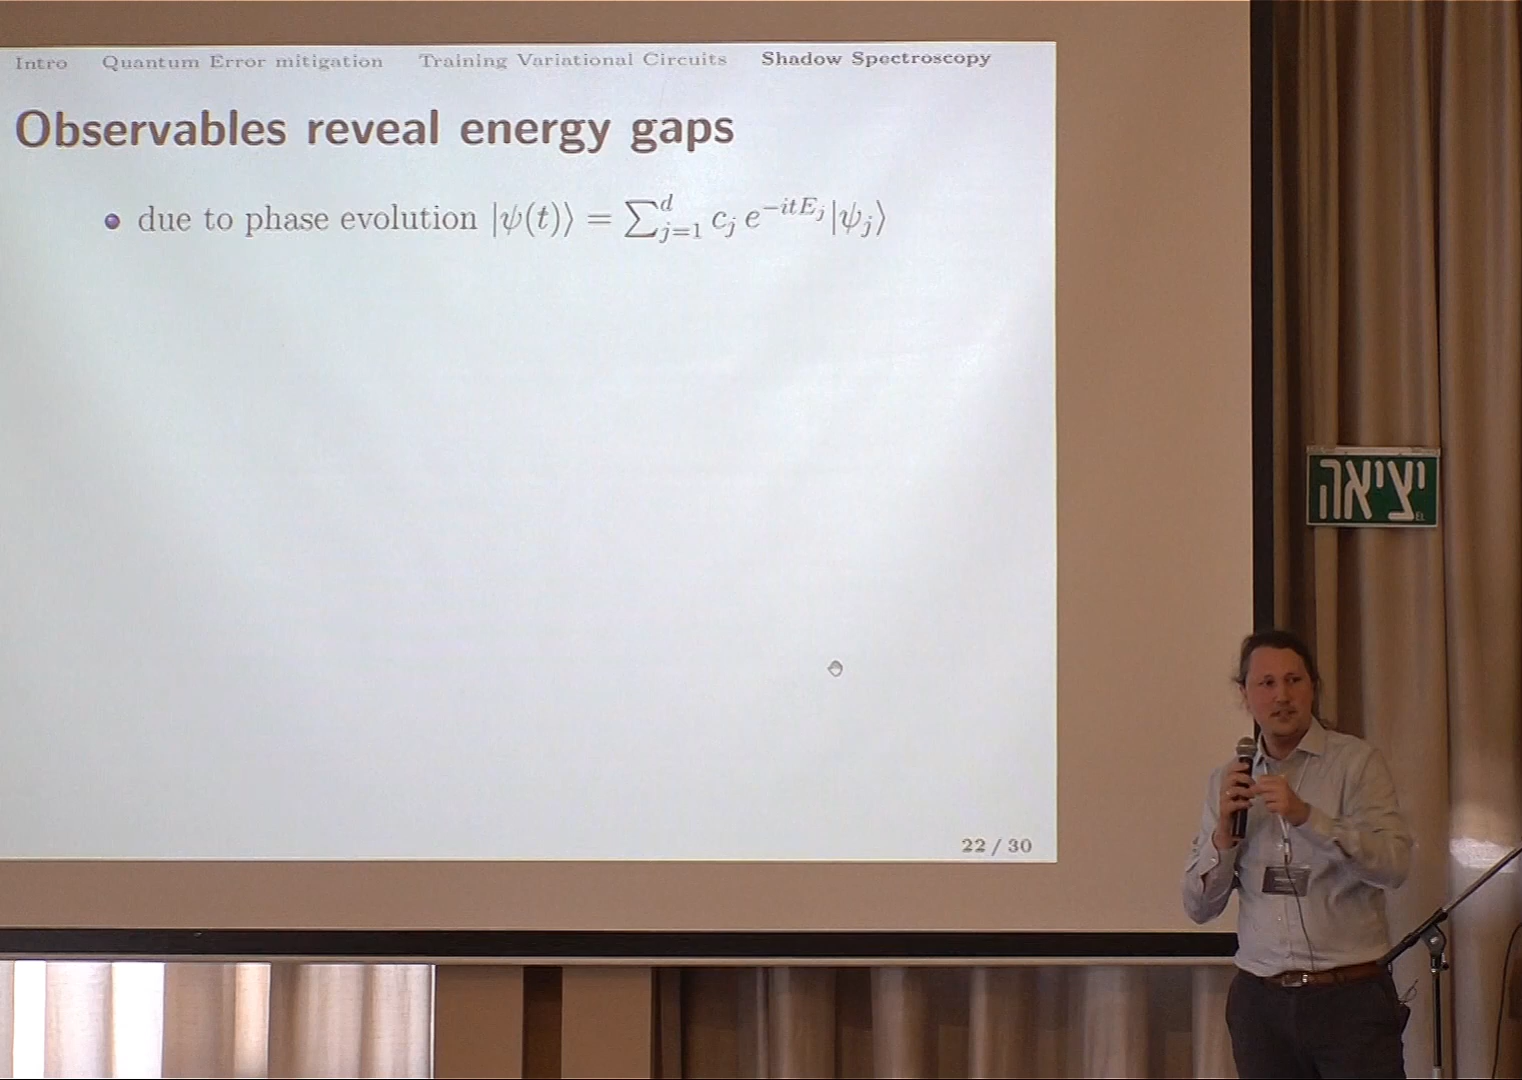 Intro Quantum Error mitigation Training Variational Circuits Shadow Spectroscopy
Observables reveal energy gaps
due to phase evolution |ψ(t)⟩ = ∑_{j=1}^{d} c_j e^{-itE_j}|ψ_j⟩
22 / 30
יציאה